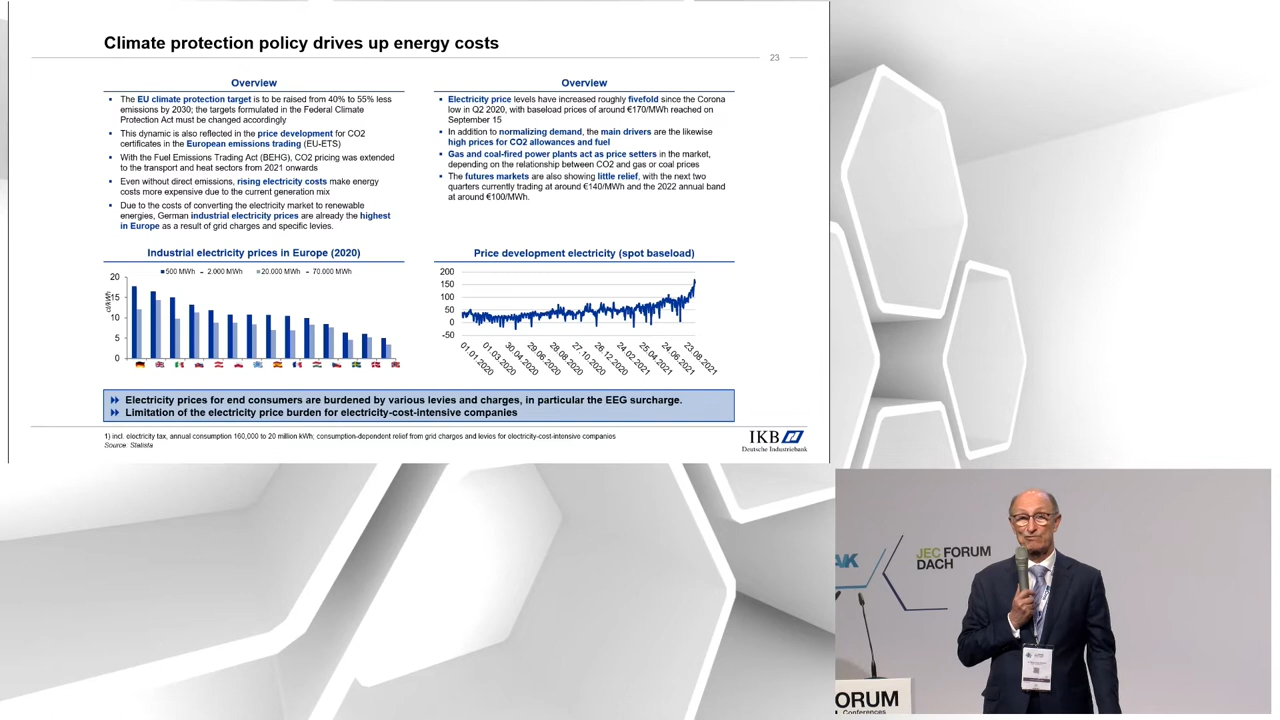 Climate protection policy drives up energy costs
23
Overview
The EU climate protection target is to be raised from 40% to 55% less
emissions by 2030; the targets formulated in the Federal Climate
Protection Act must be changed accordingly
This dynamic is also reflected in the price development for CO2
certificates in the European emissions trading (EU-ETS)
With the Fuel Emissions Trading Act (BEHG), CO2 pricing was extended
to the transport and heat sectors from 2021 onwards
Even without direct emissions, rising electricity costs make energy
costs more expensive due to the current generation mix
Due to the costs of converting the electricity market to renewable
energies, German industrial electricity prices are already the highest
in Europe as a result of grid charges and specific levies.
Overview
Electricity price levels have increased roughly fivefold since the Corona
low in Q2 2020, with baseload prices of around €170/MWh reached on
September 15
In addition to normalizing demand, the main drivers are the likewise
high prices for CO2 allowances and fuel
Gas and coal-fired power plants act as price setters in the market,
depending on the relationship between CO2 and gas or coal prices
The futures markets are also showing little relief, with the next two
quarters currently trading at around €140/MWh and the 2022 annual band
at around €100/MWh.
Industrial electricity prices in Europe (2020)
500 MWh 2.000 MWh 20.000 MWh 70.000 MWh
ct/kWh
20
15
10
5
0
Price development electricity (spot baseload)
200
150
100
50
0
-50
01.01.2020 01.03.2020 30.04.2020 29.06.2020 28.08.2020 27.10.2020 26.12.2020 24.02.2021 25.04.2021 24.06.2021 23.08.2021
Electricity prices for end consumers are burdened by various levies and charges, in particular the EEG surcharge.
Limitation of the electricity price burden for electricity-cost-intensive companies
1) incl. electricity tax, annual consumption 160,000 to 20 million kWh; consumption-dependent relief from grid charges and levies for electricity-cost-intensive companies
Source: Statista
IKB
Deutsche Industriebank
JEC FORUM
DACH
ORUM
Conferences